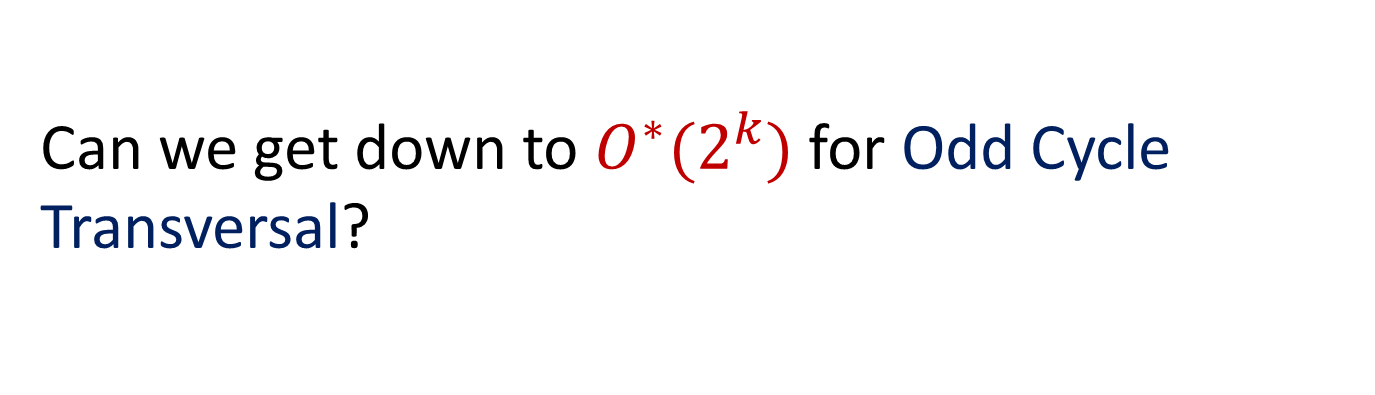 Can we get down to $O^*(2^k)$ for Odd Cycle
Transversal?